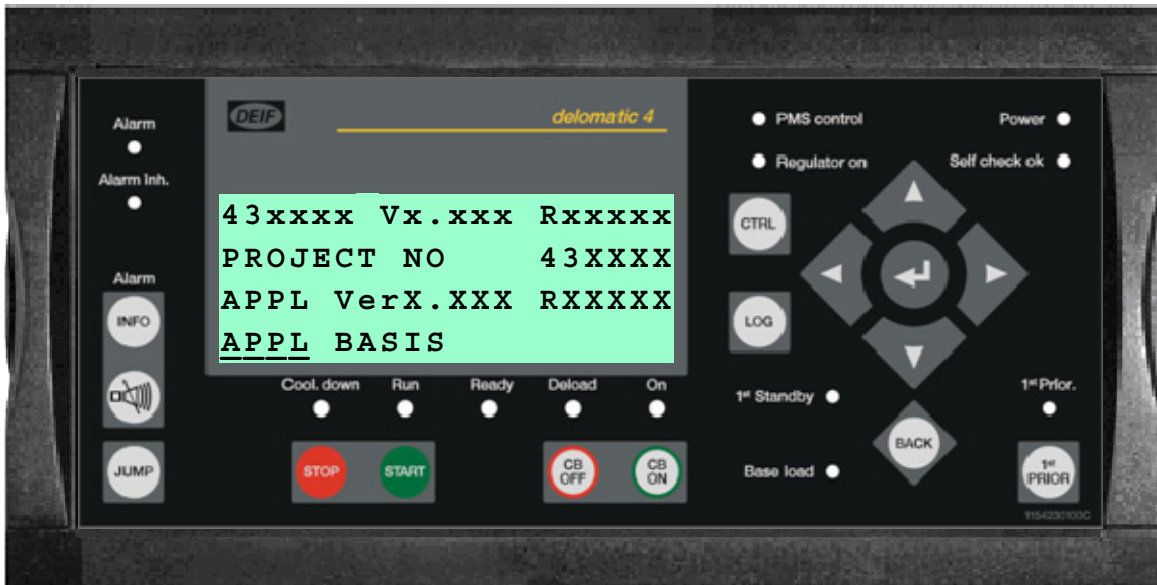 Alarm
Alarm Inh.
DEIF
delomatic 4
43xxxx Vx.xxx Rxxxxx
PROJECT NO 43XXXX
APPL VerX.XXX RXXXXX
APPL BASIS
PMS control
Power
Regulator on
Self check ok
CTRL
LOG
Alarm
INFO
JUMP
Cool. down Run Ready Deload On
STOP START CB OFF CB ON
1st Standby
Base load
BACK
1st Prior.
1st PRIOR
1154230100C